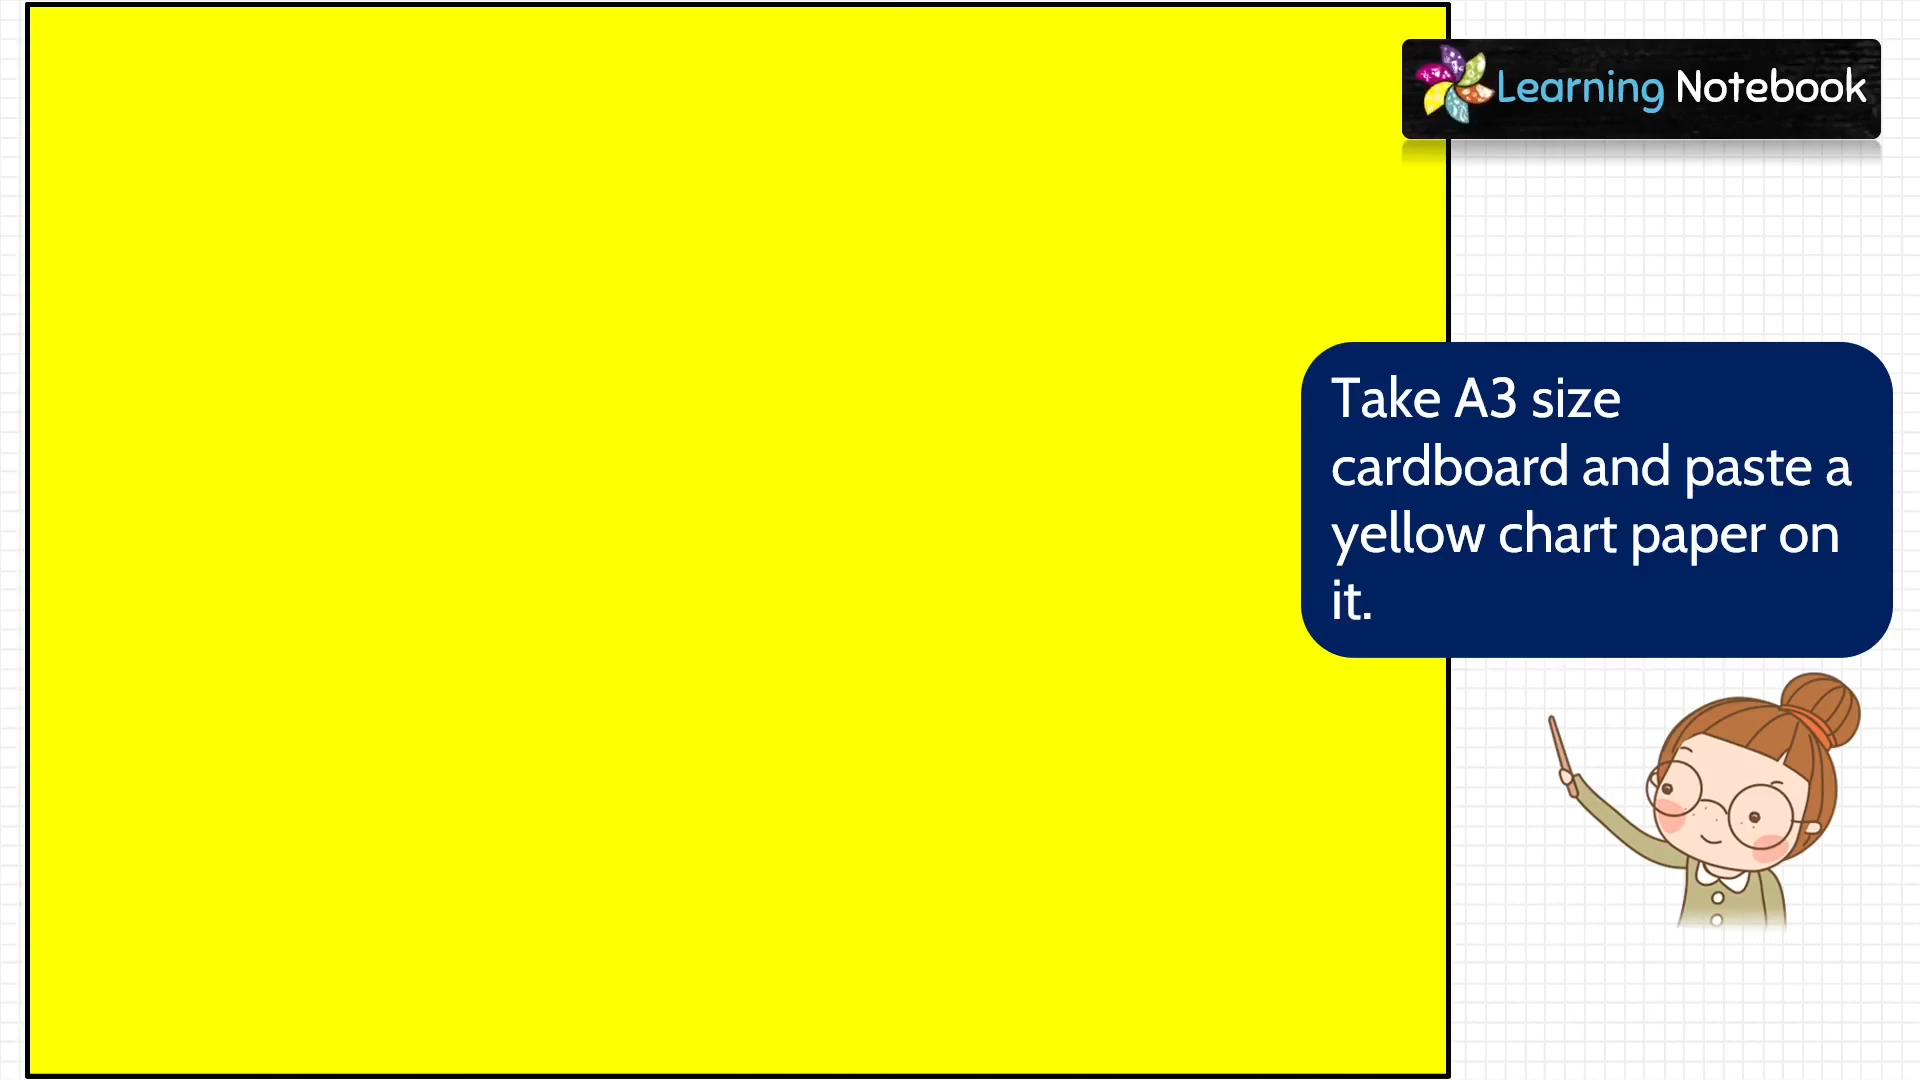 Learning Notebook
Take A3 size
cardboard and paste a
yellow chart paper on
it.